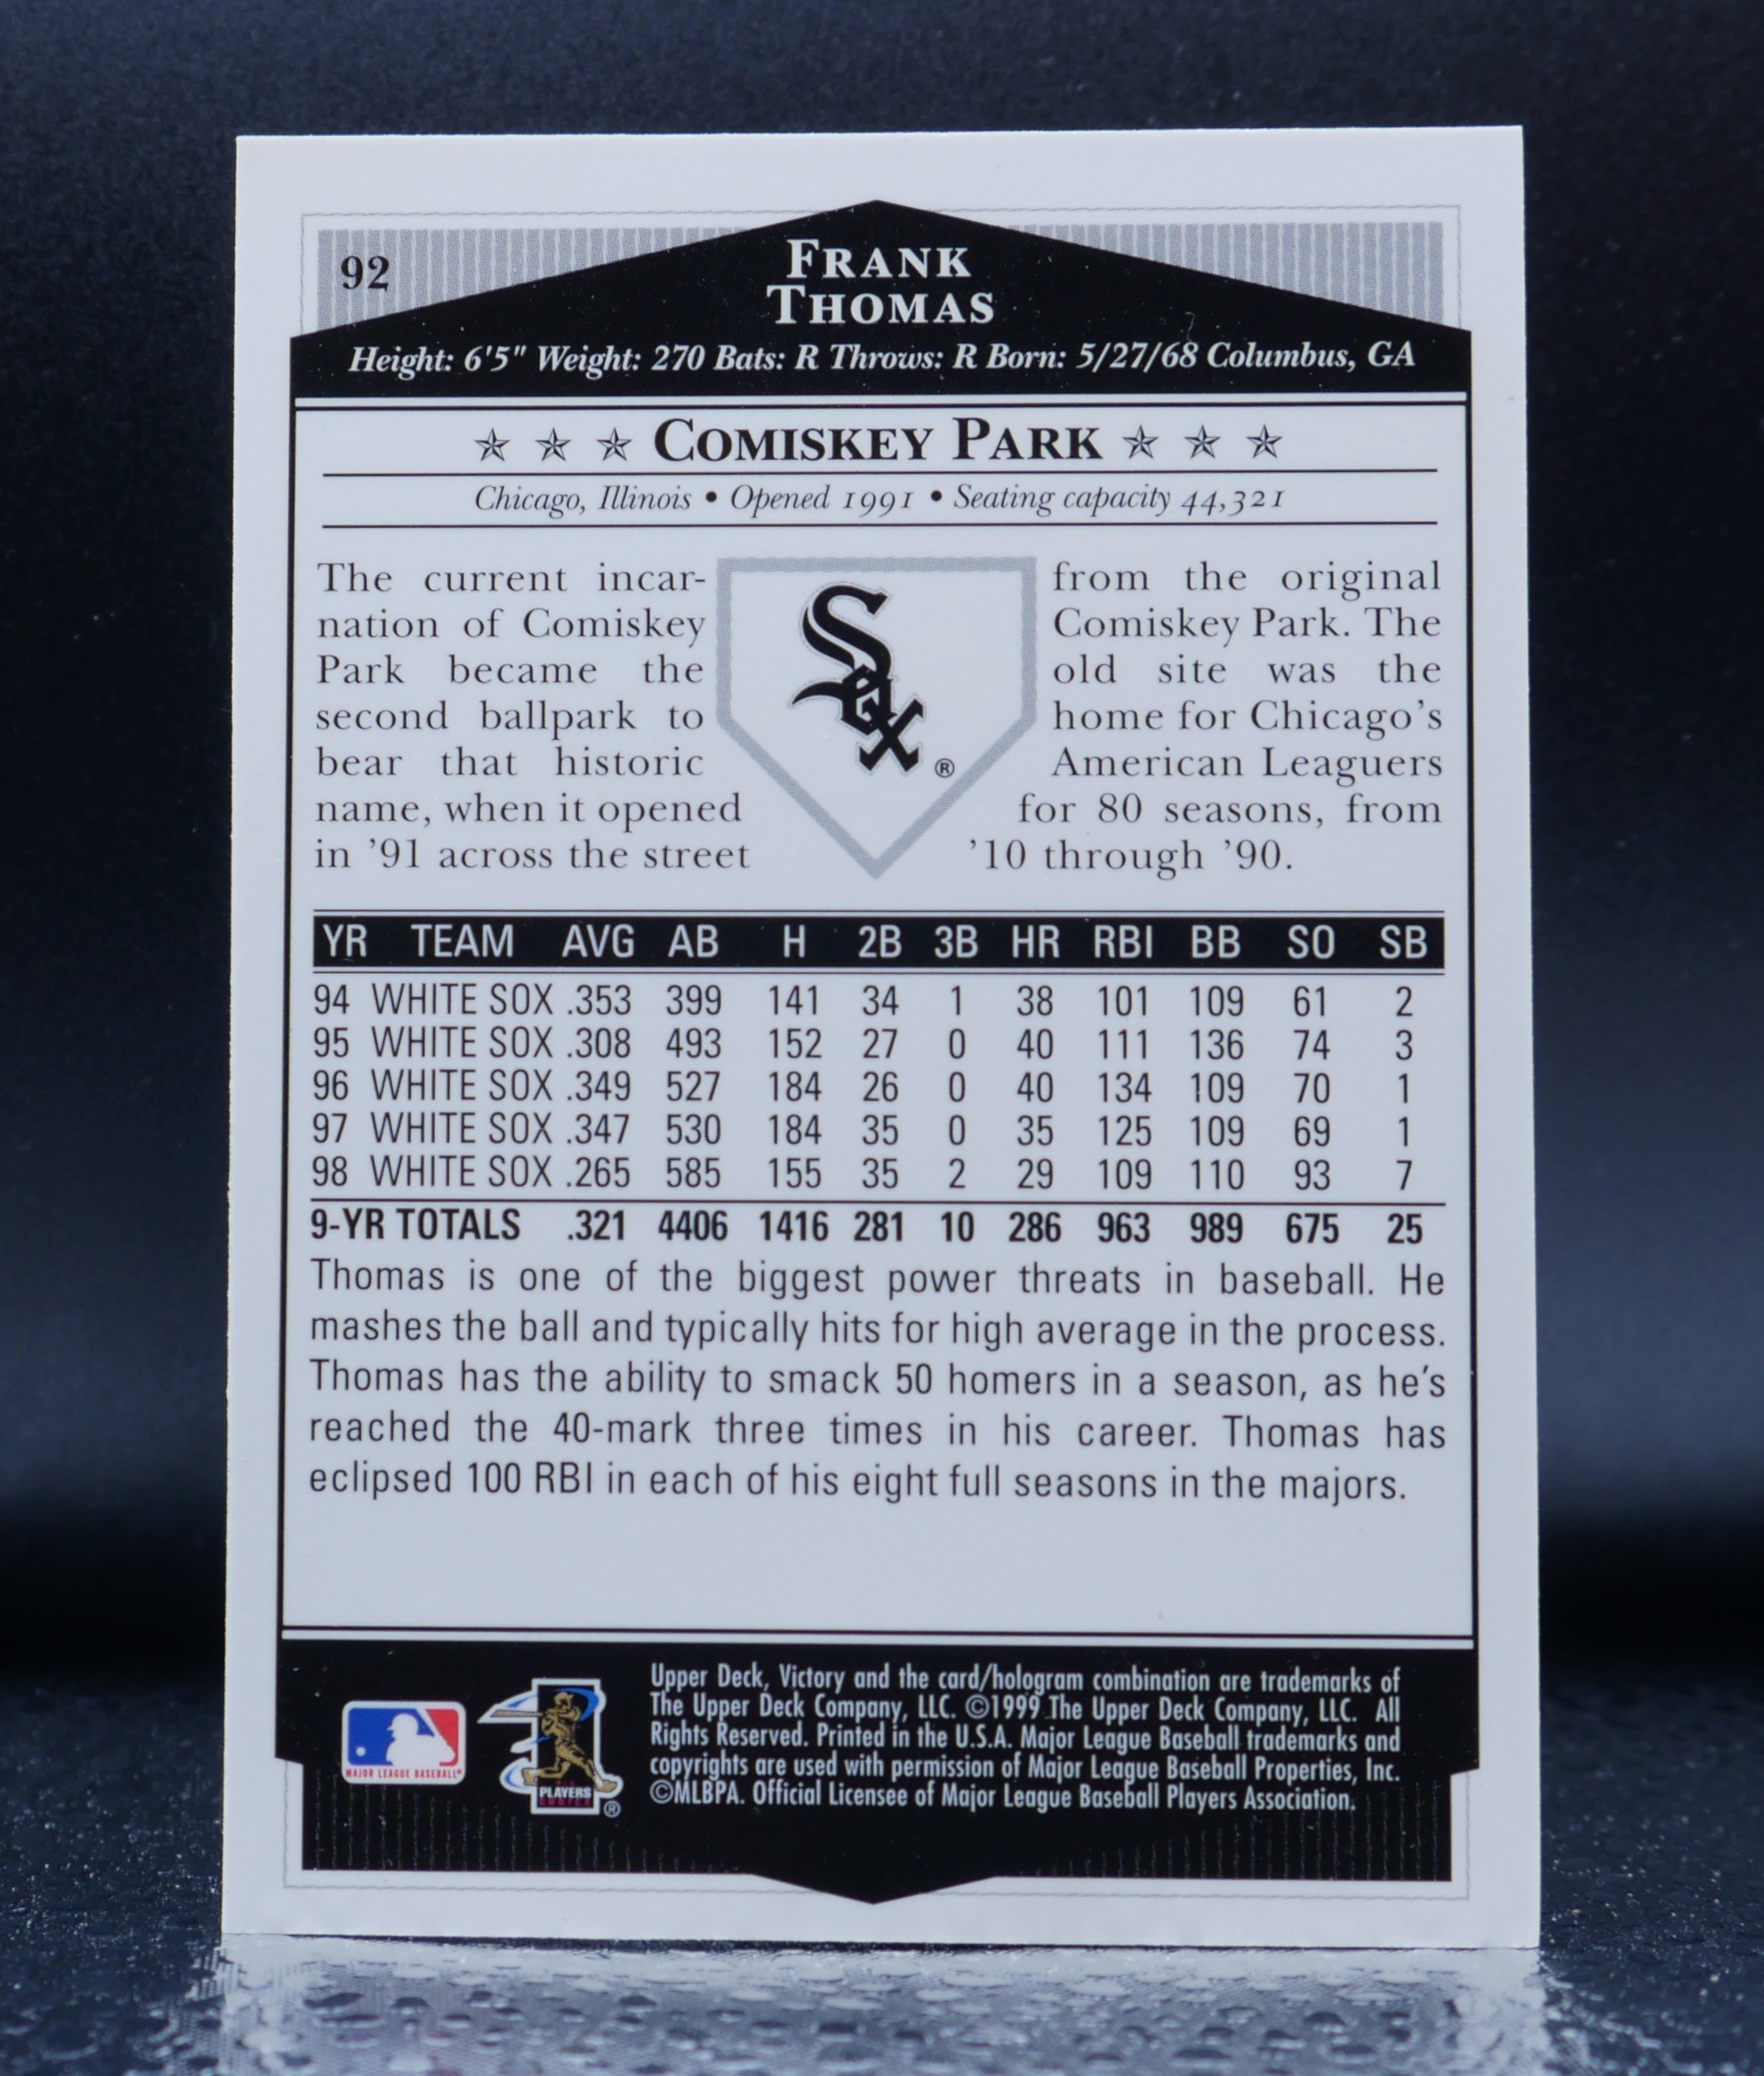 92
FRANK
THOMAS
Height: 6'5" Weight: 270 Bats: R Throws: R Born: 5/27/68 Columbus, GA
COMISKEY PARK
Chicago, Illinois • Opened 1991 • Seating capacity 44,321
The current incar-
nation of Comiskey
Park became the
second ballpark to
bear that historic
name, when it opened
in '91 across the street
Sox
®
from the original
Comiskey Park. The
old site was the
home for Chicago's
American Leaguers
for 80 seasons, from
'10 through '90.
YR TEAM AVG AB H 2B 3B HR RBI BB SO SB
94 WHITE SOX .353 399 141 34 1 38 101 109 61 2
95 WHITE SOX .308 493 152 27 0 40 111 136 74 3
96 WHITE SOX .349 527 184 26 0 40 134 109 70 1
97 WHITE SOX .347 530 184 35 0 35 125 109 69 1
98 WHITE SOX .265 585 155 35 2 29 109 110 93 7
9-YR TOTALS .321 4406 1416 281 10 286 963 989 675 25
Thomas is one of the biggest power threats in baseball. He
mashes the ball and typically hits for high average in the process.
Thomas has the ability to smack 50 homers in a season, as he's
reached the 40-mark three times in his career. Thomas has
eclipsed 100 RBI in each of his eight full seasons in the majors.
MAJOR LEAGUE BASEBALL
PLAYERS
CHOICE
®
Upper Deck, Victory and the card/hologram combination are trademarks of
The Upper Deck Company, LLC. ©1999 The Upper Deck Company, LLC. All
Rights Reserved. Printed in the U.S.A. Major League Baseball trademarks and
copyrights are used with permission of Major League Baseball Properties, Inc.
©MLBPA. Official Licensee of Major League Baseball Players Association.